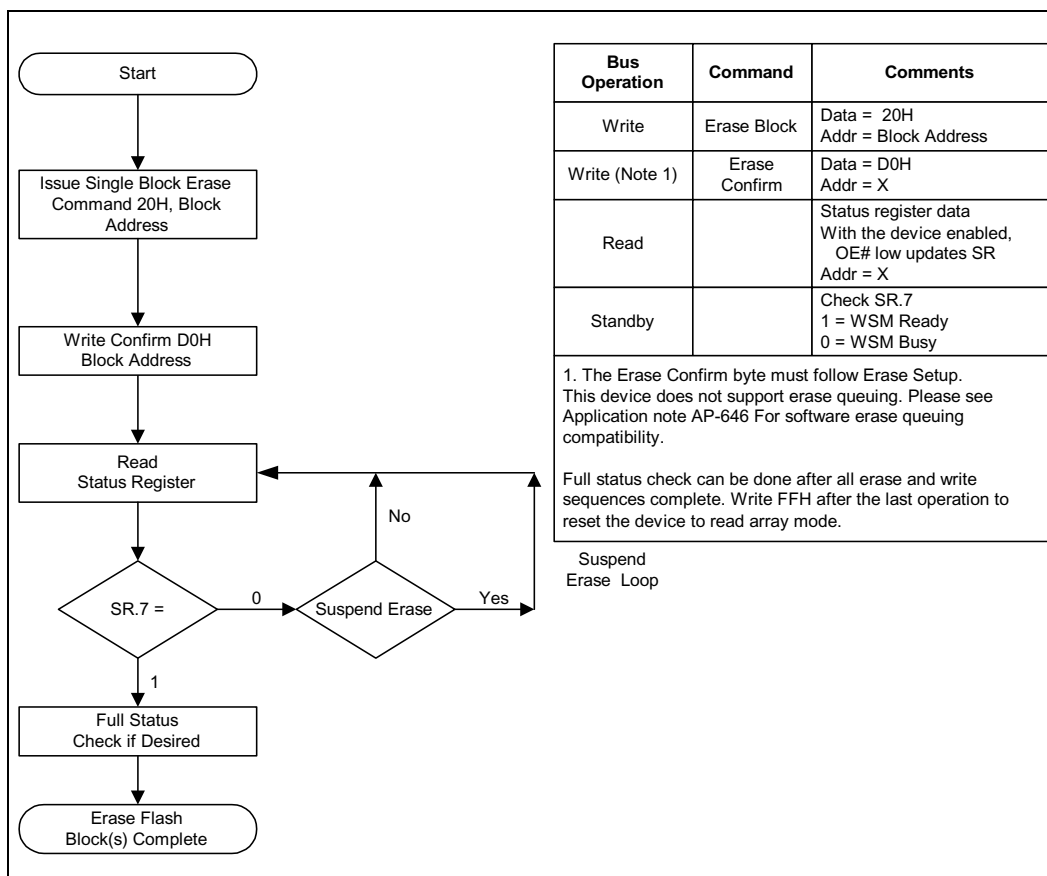 Start
Issue Single Block Erase
Command 20H, Block
Address
Write Confirm D0H
Block Address
Read
Status Register
No
SR.7 =
0
Suspend Erase
Yes
1
Full Status
Check if Desired
Erase Flash
Block(s) Complete
Bus
Operation
Command
Comments
Write
Erase Block
Data = 20H
Addr = Block Address
Write (Note 1)
Erase
Confirm
Data = D0H
Addr = X
Read
Status register data
With the device enabled,
OE# low updates SR
Addr = X
Standby
Check SR.7
1 = WSM Ready
0 = WSM Busy
1. The Erase Confirm byte must follow Erase Setup.
This device does not support erase queuing. Please see
Application note AP-646 For software erase queuing
compatibility.
Full status check can be done after all erase and write
sequences complete. Write FFH after the last operation to
reset the device to read array mode.
Suspend
Erase Loop